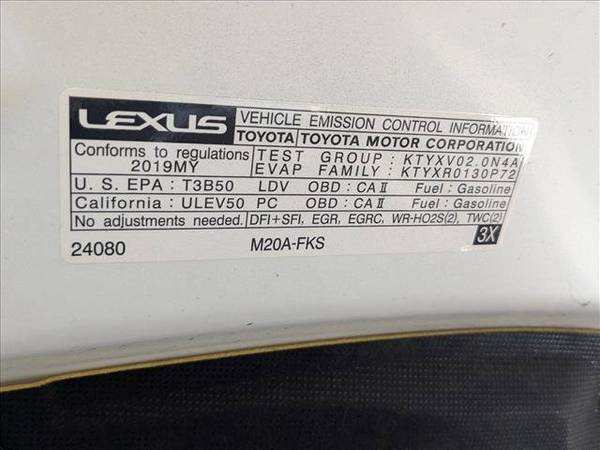 LEXUS VEHICLE EMISSION CONTROL INFORMATION
TOYOTA TOYOTA MOTOR CORPORATION
Conforms to regulations
2019MY
TEST GROUP : KTYXV02.0N4A
EVAP FAMILY : KTYXR0130P72
U. S. EPA : T3B50 LDV OBD : CA II Fuel : Gasoline
California : ULEV50 PC OBD : CA II Fuel : Gasoline
No adjustments needed. DFI+SFI, EGR, EGRC, WR-HO2S(2), TWC(2)
24080 M20A-FKS 3X